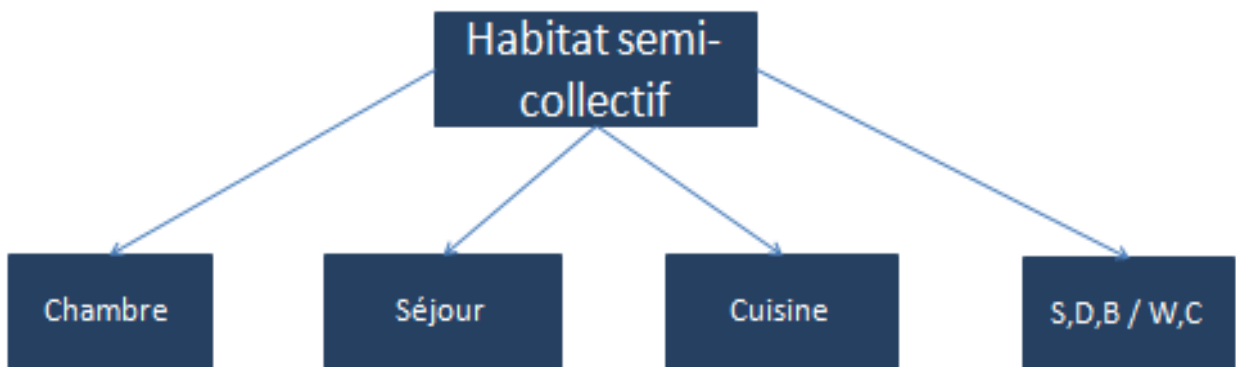 Habitat semi-
collectif
Chambre
Séjour
Cuisine
S,D,B / W,C